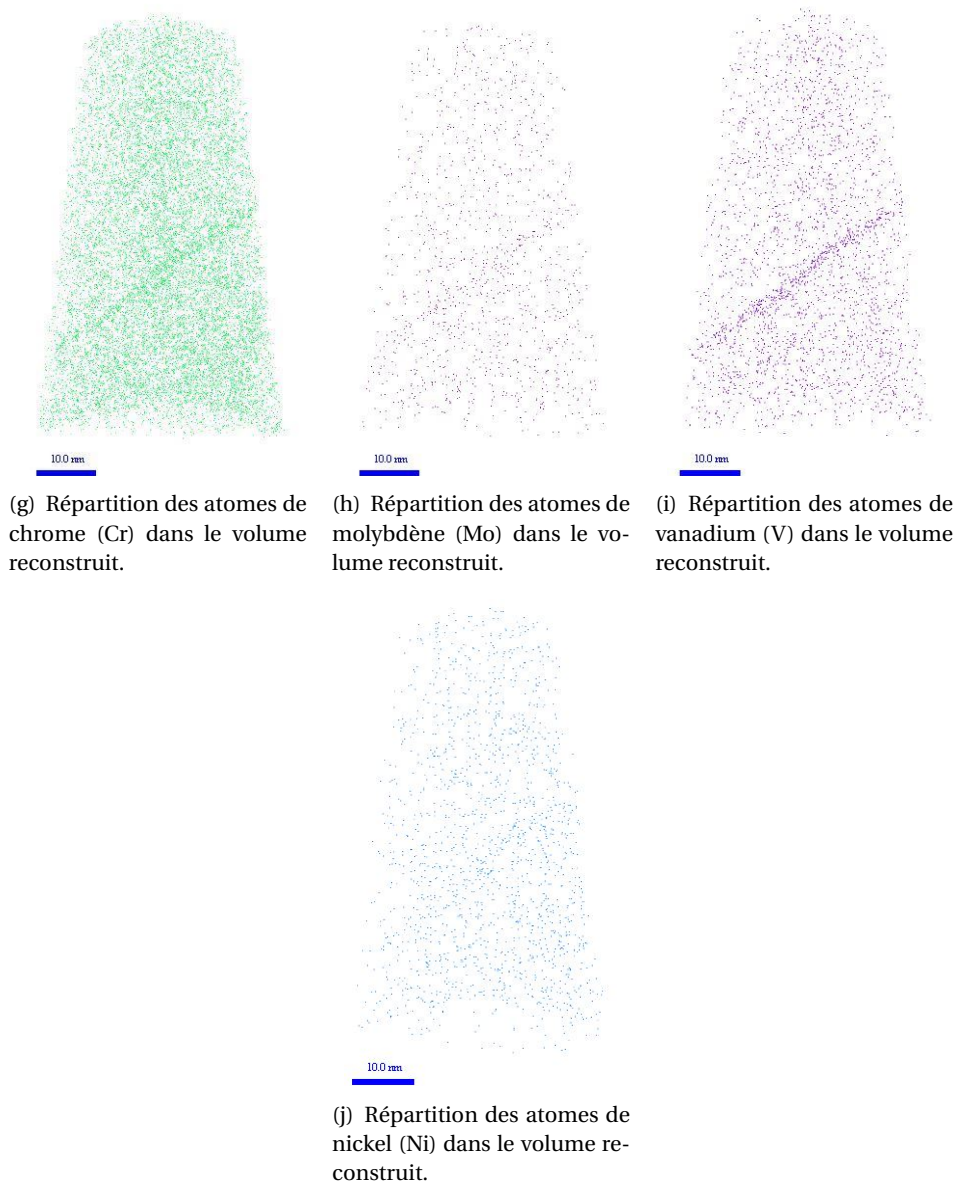 10.0 nm
10.0 nm
10.0 nm
(g) Répartition des atomes de
chrome (Cr) dans le volume
reconstruit.
(h) Répartition des atomes de
molybdène (Mo) dans le vo-
lume reconstruit.
(i) Répartition des atomes de
vanadium (V) dans le volume
reconstruit.
10.0 nm
(j) Répartition des atomes de
nickel (Ni) dans le volume re-
construit.